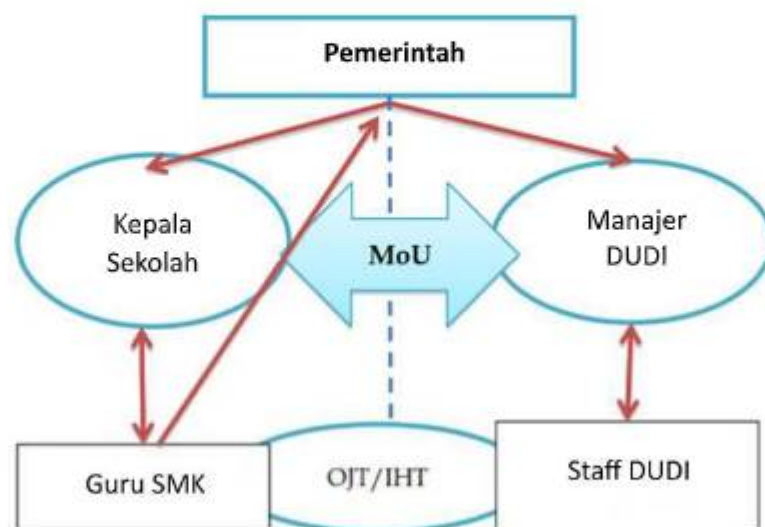 Pemerintah
Kepala
Sekolah
MoU
Manajer
DUDI
Guru SMK
OJT/IHT
Staff DUDI